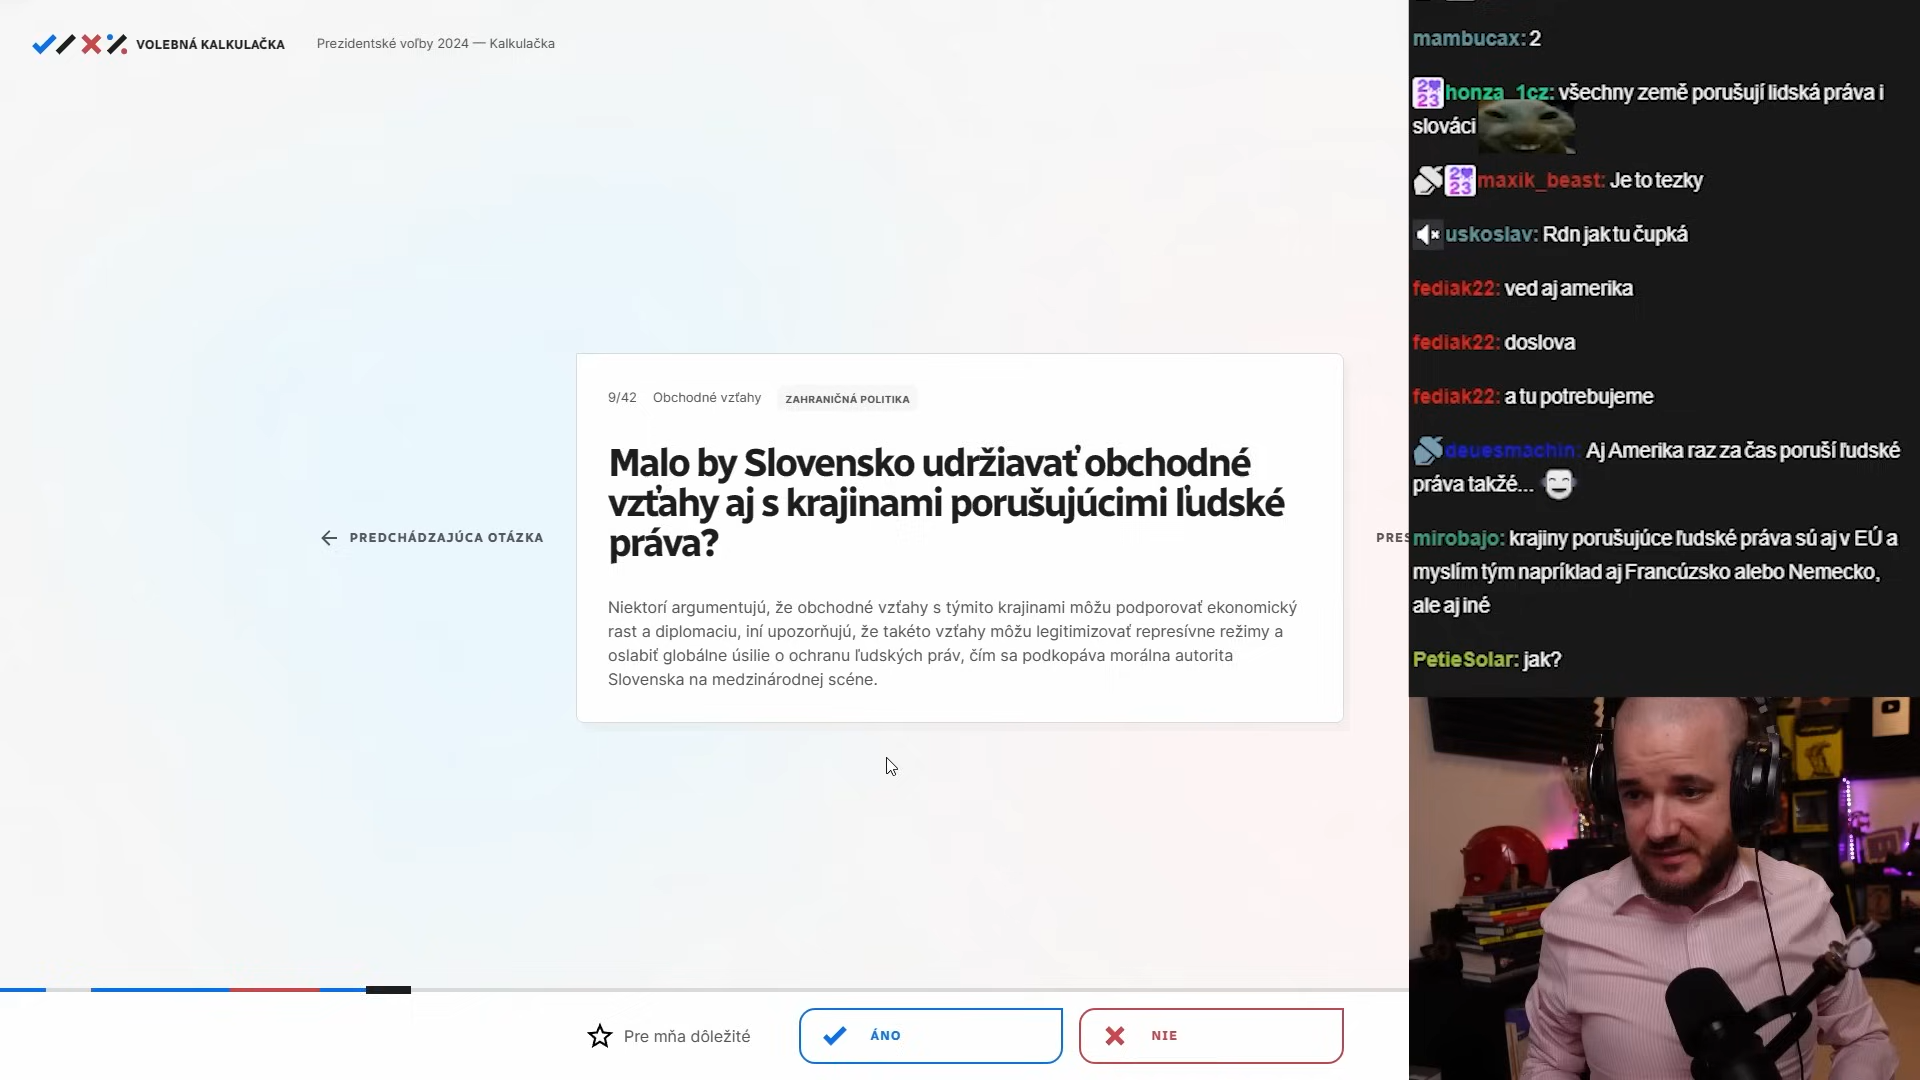 VOLEBNÁ KALKULAČKA
Prezidentské voľby 2024 — Kalkulačka
9/42 Obchodné vzťahy ZAHRANIČNÁ POLITIKA
Malo by Slovensko udržiavať obchodné
vzťahy aj s krajinami porušujúcimi ľudské
práva?
Niektorí argumentujú, že obchodné vzťahy s týmito krajinami môžu podporovať ekonomický
rast a diplomaciu, iní upozorňujú, že takéto vzťahy môžu legitimizovať represívne režimy a
oslabiť globálne úsilie o ochranu ľudských práv, čím sa podkopáva morálna autorita
Slovenska na medzinárodnej scéne.
PREDCHÁDZAJÚCA OTÁZKA
PRES
Pre mňa dôležité
ÁNO
NIE
mambucax: 2
2023 honza_1cz: všechny země porušují lidská práva i
slováci
2023 maxik_beast: Je to tezky
uskoslav: Rdn jak tu čupká
fediak22: ved aj amerika
fediak22: doslova
fediak22: a tu potrebujeme
deuesmachin: Aj Amerika raz za čas poruší ľudské
práva takžé...
mirobajo: krajiny porušujúce ľudské práva sú aj v EÚ a
myslím tým napríklad aj Francúzsko alebo Nemecko,
ale aj iné
PetieSolar: jak?